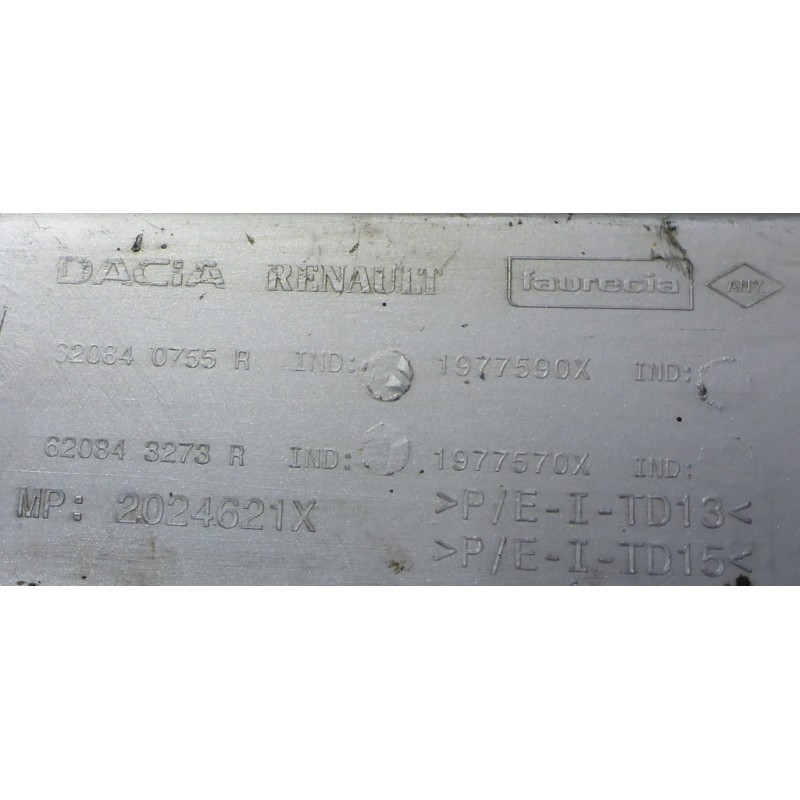 DACIA RENAULT faurecia ANY
62084 0755 R IND: 1977590X IND:
62084 3273 R IND: 1977570X IND:
MP: 2024621X >P/E-I-TD13<
>P/E-I-TD15<